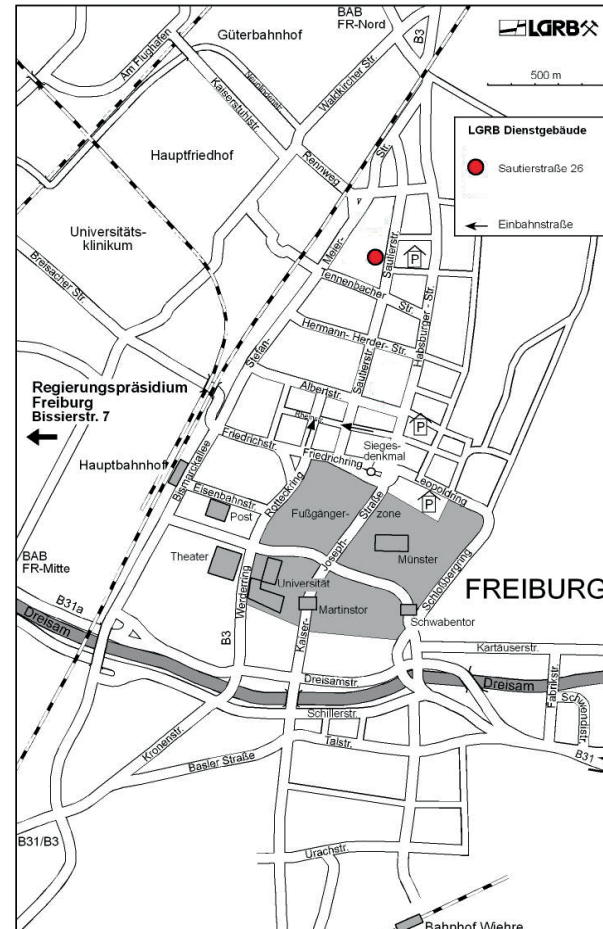 BAB
FR-Nord
B3
LGRB
500 m
Güterbahnhof
Am Flughafen
Kaiserstuhlstr.
Neunlindenstr.
Waldkircher Str.
LGRB Dienstgebäude
Sautierstraße 26
Einbahnstraße
Hauptfriedhof
Rennweg
Str.
Universitäts-
klinikum
Breisacher Str.
Meier-
Sautierstr.
P
Tennenbacher Str.
Habsburger - Str.
Hermann- Herder- Str.
Stefan-
Sautierstr.
Albertstr.
Rheinstr.
Regierungspräsidium
Freiburg
Bissierstr. 7
P
Sieges-
denkmal
Friedrichstr.
Friedrichring
Hauptbahnhof
Bismarckallee
Leopoldring
Eisenbahnstr.
Rotteckring
P
Post
Fußgänger-
zone
Straße
Münster
Theater
Joseph-
Schloßbergring
BAB
FR-Mitte
Werderring
Universität
FREIBURG
B31a
Martinstor
Schwabentor
Dreisam
B3
Kaiser-
Kartäuserstr.
Dreisamstr.
Dreisam
Fabrikstr.
Schwendistr.
Schillerstr.
Kronenstr.
Talstr.
Basler Straße
B31
B31/B3
Urachstr.
Bahnhof Wiehre